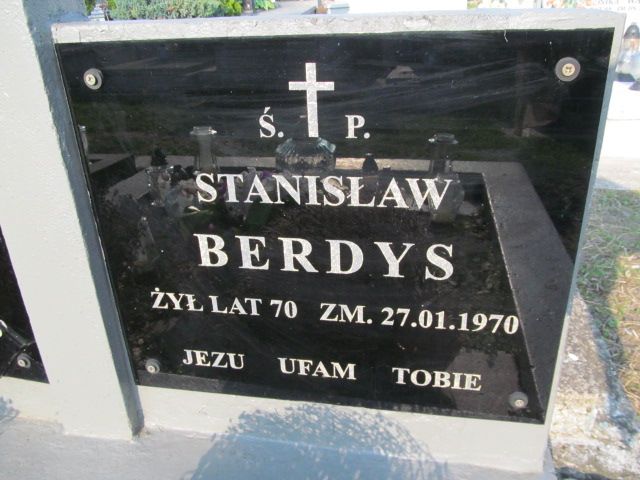 Ś. P.
STANISŁAW
BERDYS
ŻYŁ LAT 70 ZM. 27.01.1970
JEZU UFAM TOBIE